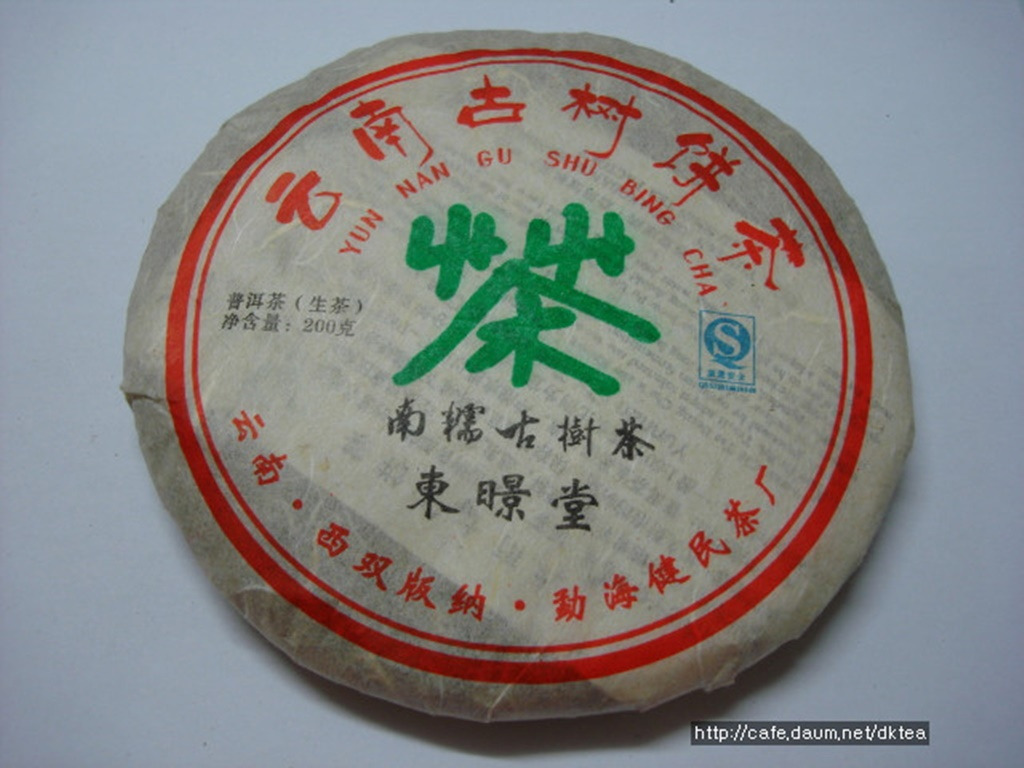 云南古树饼茶
YUN NAN GU SHU BING CHA
茶
普洱茶（生茶）
净含量：200克
南糯古樹茶
東暻堂
云南·西双版纳·勐海健民茶厂
http://cafe.daum.net/dktea